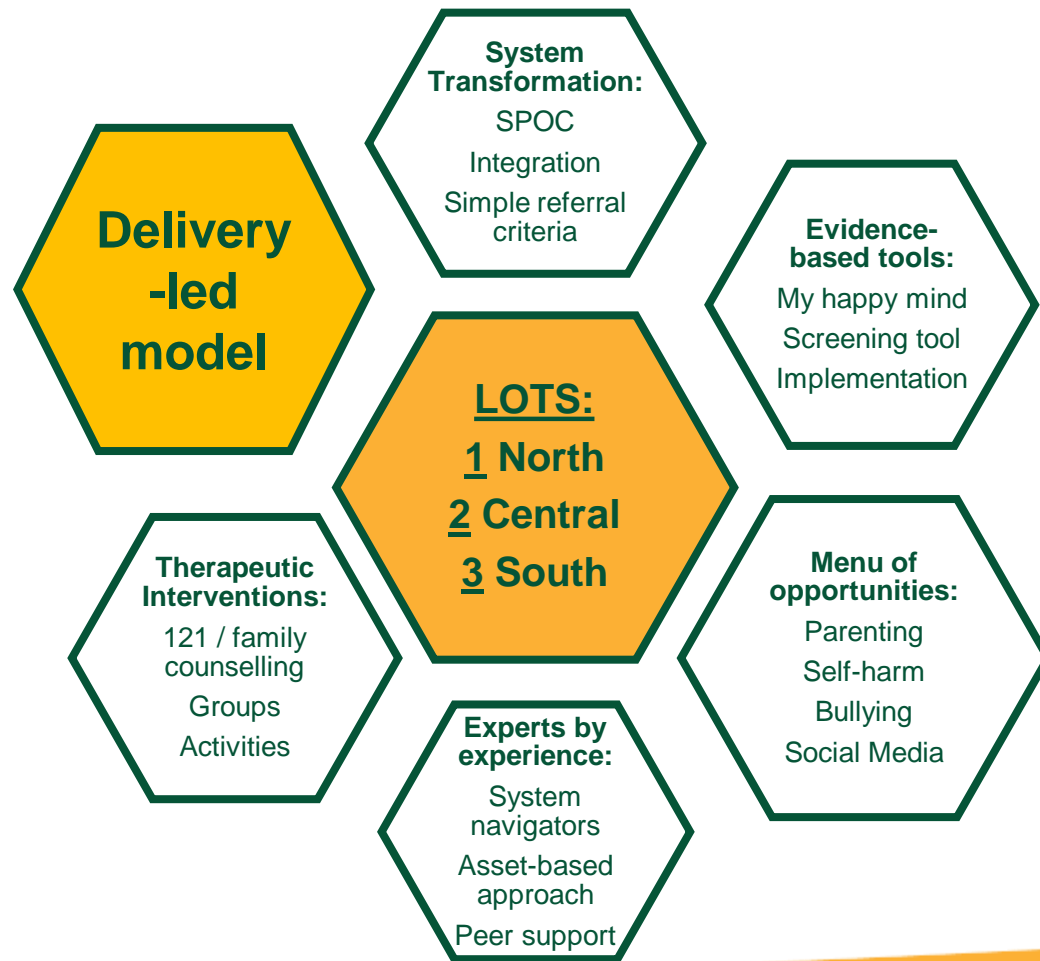 Delivery
-led
model
System
Transformation:
SPOC
Integration
Simple referral
criteria
Evidence-
based tools:
My happy mind
Screening tool
Implementation
LOTS:
1 North
2 Central
3 South
Therapeutic
Interventions:
121 / family
counselling
Groups
Activities
Menu of
opportunities:
Parenting
Self-harm
Bullying
Social Media
Experts by
experience:
System
navigators
Asset-based
approach
Peer support